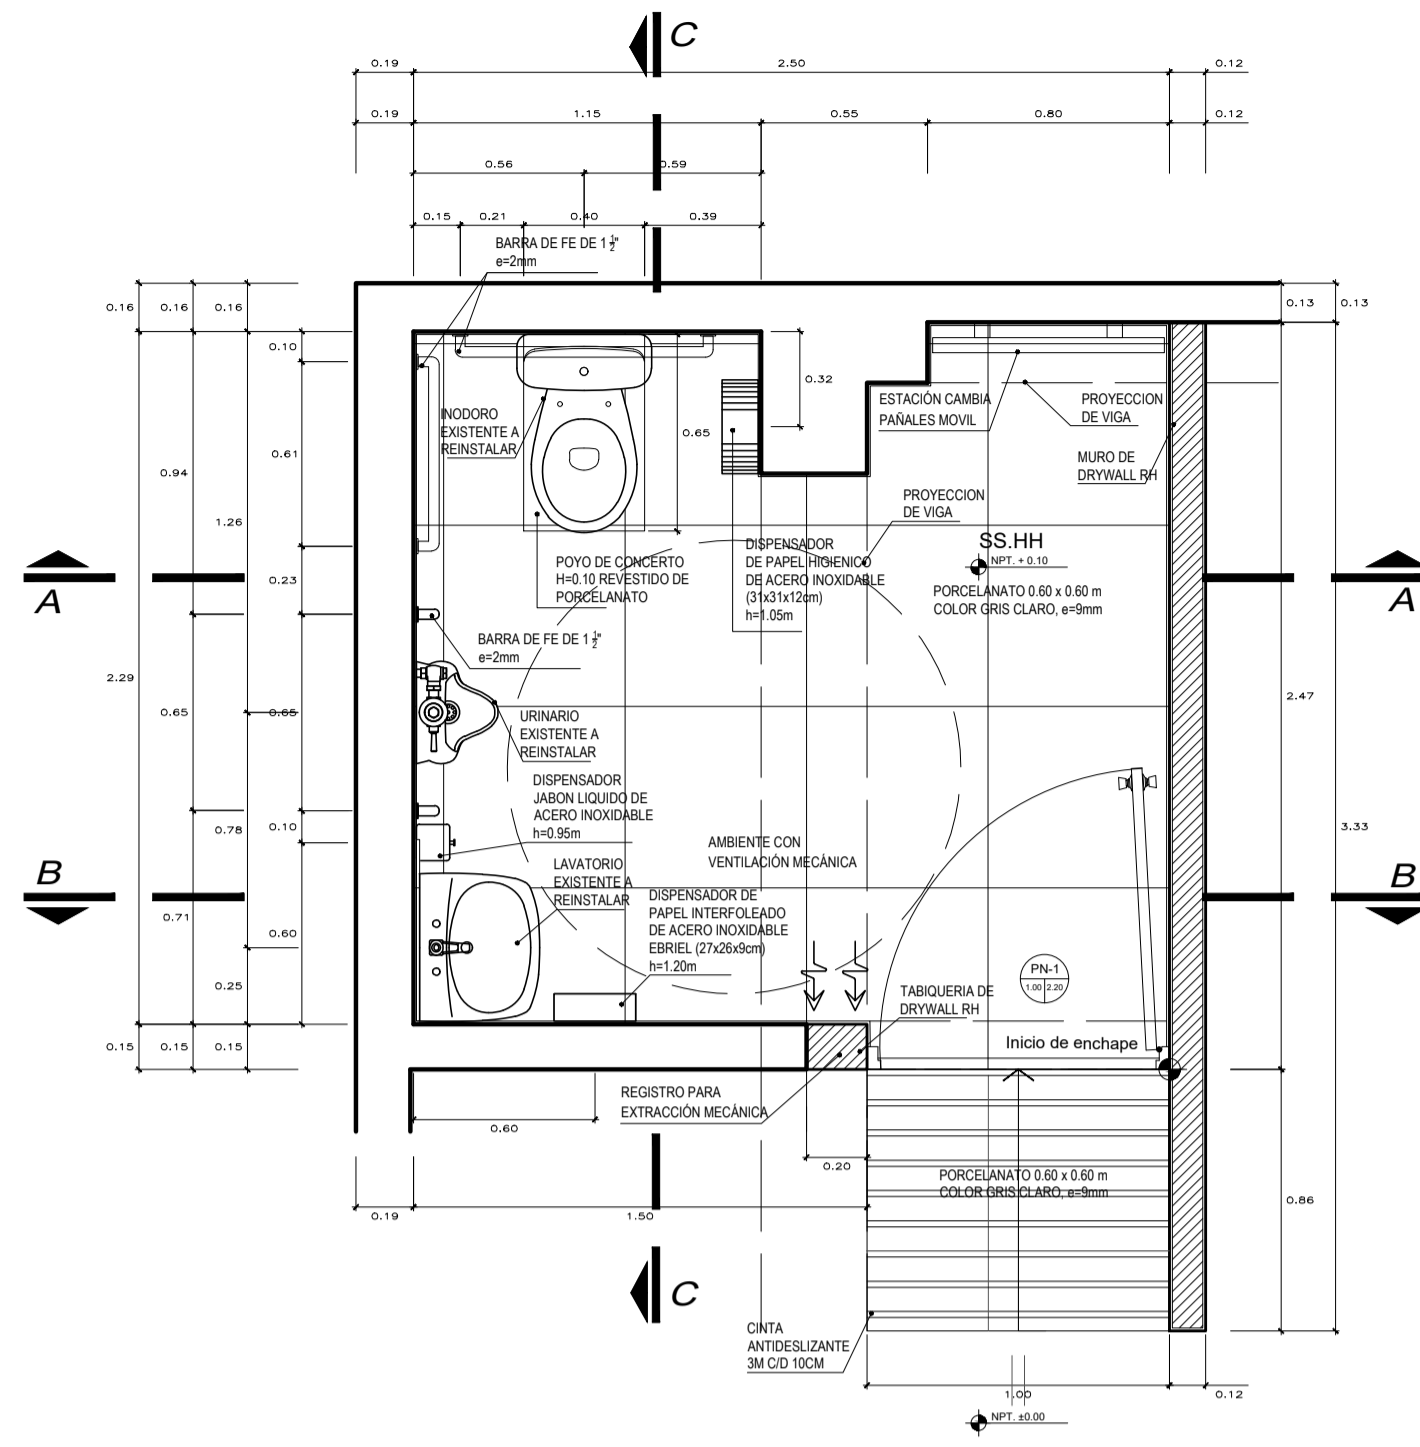 C
0.19
2.50
0.12
0.19
1.15
0.55
0.80
0.12
0.56
0.59
0.15
0.21
0.40
0.39
BARRA DE FE DE 1 1/2"
e=2mm
0.16
0.16
0.16
0.13
0.13
0.10
0.32
0.61
0.94
1.26
0.23
2.29
0.65
0.65
0.10
0.78
0.71
0.60
0.25
0.15
0.15
0.15
INODORO
EXISTENTE A
REINSTALAR
0.65
ESTACIÓN CAMBIA
PAÑALES MOVIL
PROYECCION
DE VIGA
MURO DE
DRYWALL RH
PROYECCION
DE VIGA
SS.HH
NPT. + 0.10
PORCELANATO 0.60 x 0.60 m
COLOR GRIS CLARO, e=9mm
POYO DE CONCERTO
H=0.10 REVESTIDO DE
PORCELANATO
DISPENSADOR
DE PAPEL HIGIENICO
DE ACERO INOXIDABLE
(31x31x12cm)
h=1.05m
A
A
BARRA DE FE DE 1 1/2"
e=2mm
URINARIO
EXISTENTE A
REINSTALAR
2.47
DISPENSADOR
JABON LIQUIDO DE
ACERO INOXIDABLE
h=0.95m
3.33
AMBIENTE CON
VENTILACIÓN MECÁNICA
B
B
LAVATORIO
EXISTENTE A
REINSTALAR
DISPENSADOR DE
PAPEL INTERFOLEADO
DE ACERO INOXIDABLE
EBRIEL (27x26x9cm)
h=1.20m
PN-1
1.00 2.20
TABIQUERIA DE
DRYWALL RH
Inicio de enchape
REGISTRO PARA
EXTRACCIÓN MECÁNICA
0.60
0.20
PORCELANATO 0.60 x 0.60 m
COLOR GRIS CLARO, e=9mm
0.86
0.19
1.50
C
CINTA
ANTIDESLIZANTE
3M C/D 10CM
1.00
0.12
NPT. ±0.00